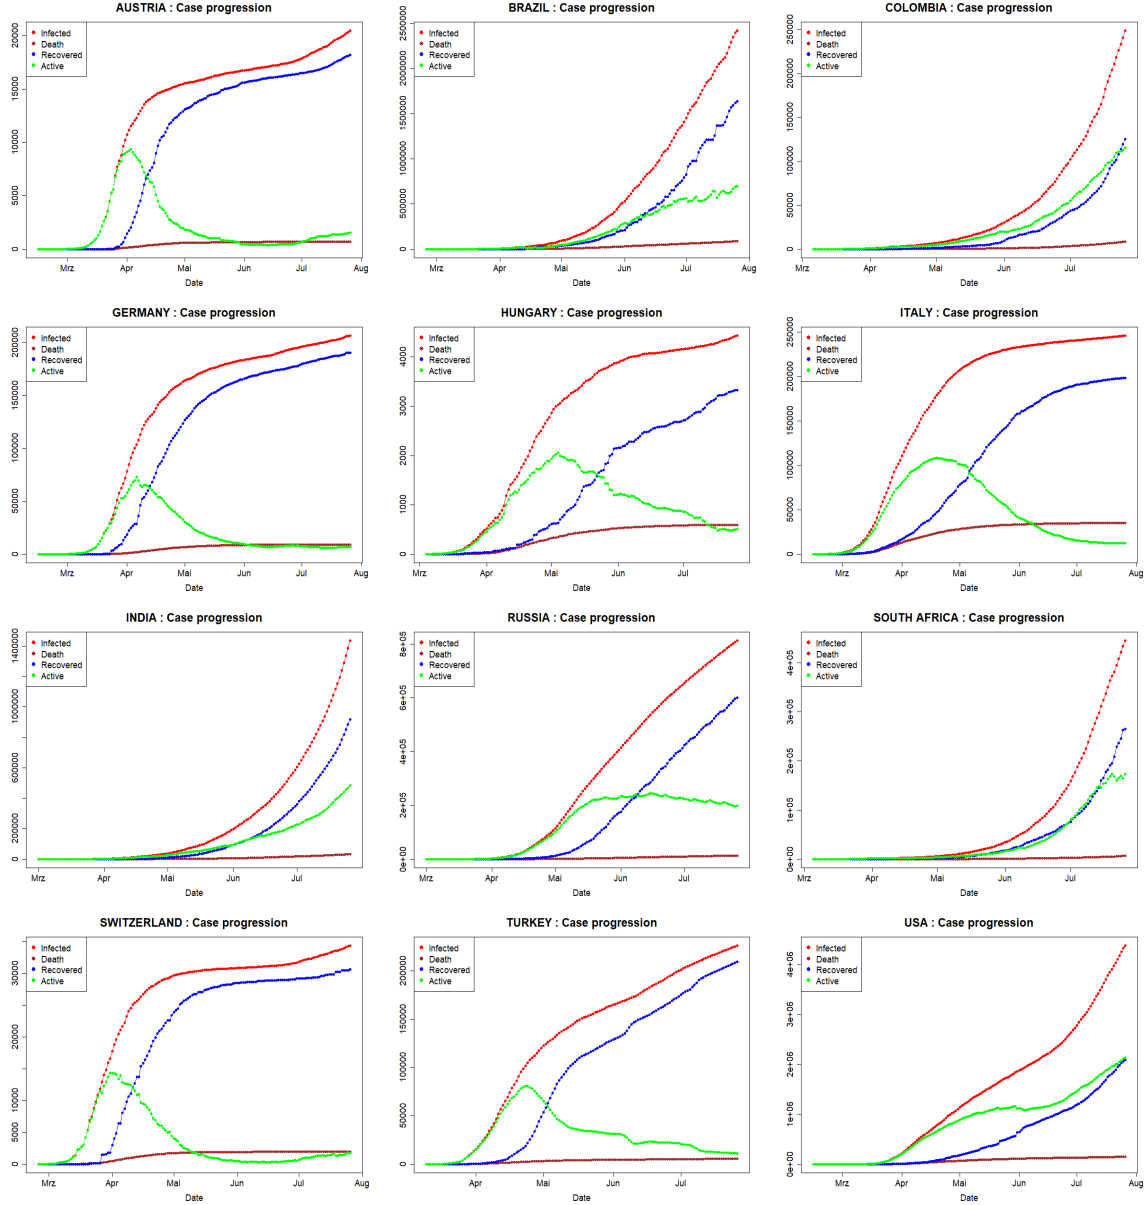 AUSTRIA : Case progression
Infected
Death
Recovered
Active
0
5000
10000
15000
20000
Mrz
Apr
Mai
Jun
Jul
Aug
Date
BRAZIL : Case progression
Infected
Death
Recovered
Active
0
500000
1000000
1500000
2000000
2500000
Mrz
Apr
Mai
Jun
Jul
Aug
Date
COLOMBIA : Case progression
Infected
Death
Recovered
Active
0
50000
100000
150000
200000
250000
Mrz
Apr
Mai
Jun
Jul
Date
GERMANY : Case progression
Infected
Death
Recovered
Active
0
50000
100000
150000
200000
Mrz
Apr
Mai
Jun
Jul
Aug
Date
HUNGARY : Case progression
Infected
Death
Recovered
Active
0
1000
2000
3000
4000
Apr
Mai
Jun
Jul
Date
ITALY : Case progression
Infected
Death
Recovered
Active
0
50000
100000
150000
200000
250000
Mrz
Apr
Mai
Jun
Jul
Aug
Date
INDIA : Case progression
Infected
Death
Recovered
Active
0
200000
600000
1000000
1400000
Mrz
Apr
Mai
Jun
Jul
Date
RUSSIA : Case progression
Infected
Death
Recovered
Active
0e+00
2e+05
4e+05
6e+05
8e+05
Mrz
Apr
Mai
Jun
Jul
Date
SOUTH AFRICA : Case progression
Infected
Death
Recovered
Active
0e+00
1e+05
2e+05
3e+05
4e+05
Apr
Mai
Jun
Jul
Date
SWITZERLAND : Case progression
Infected
Death
Recovered
Active
0
5000
10000
20000
30000
Apr
Mai
Jun
Jul
Date
TURKEY : Case progression
Infected
Death
Recovered
Active
0
50000
100000
150000
200000
Apr
Mai
Jun
Jul
Date
USA : Case progression
Infected
Death
Recovered
Active
0e+00
1e+06
2e+06
3e+06
4e+06
Mrz
Apr
Mai
Jun
Jul
Aug
Date